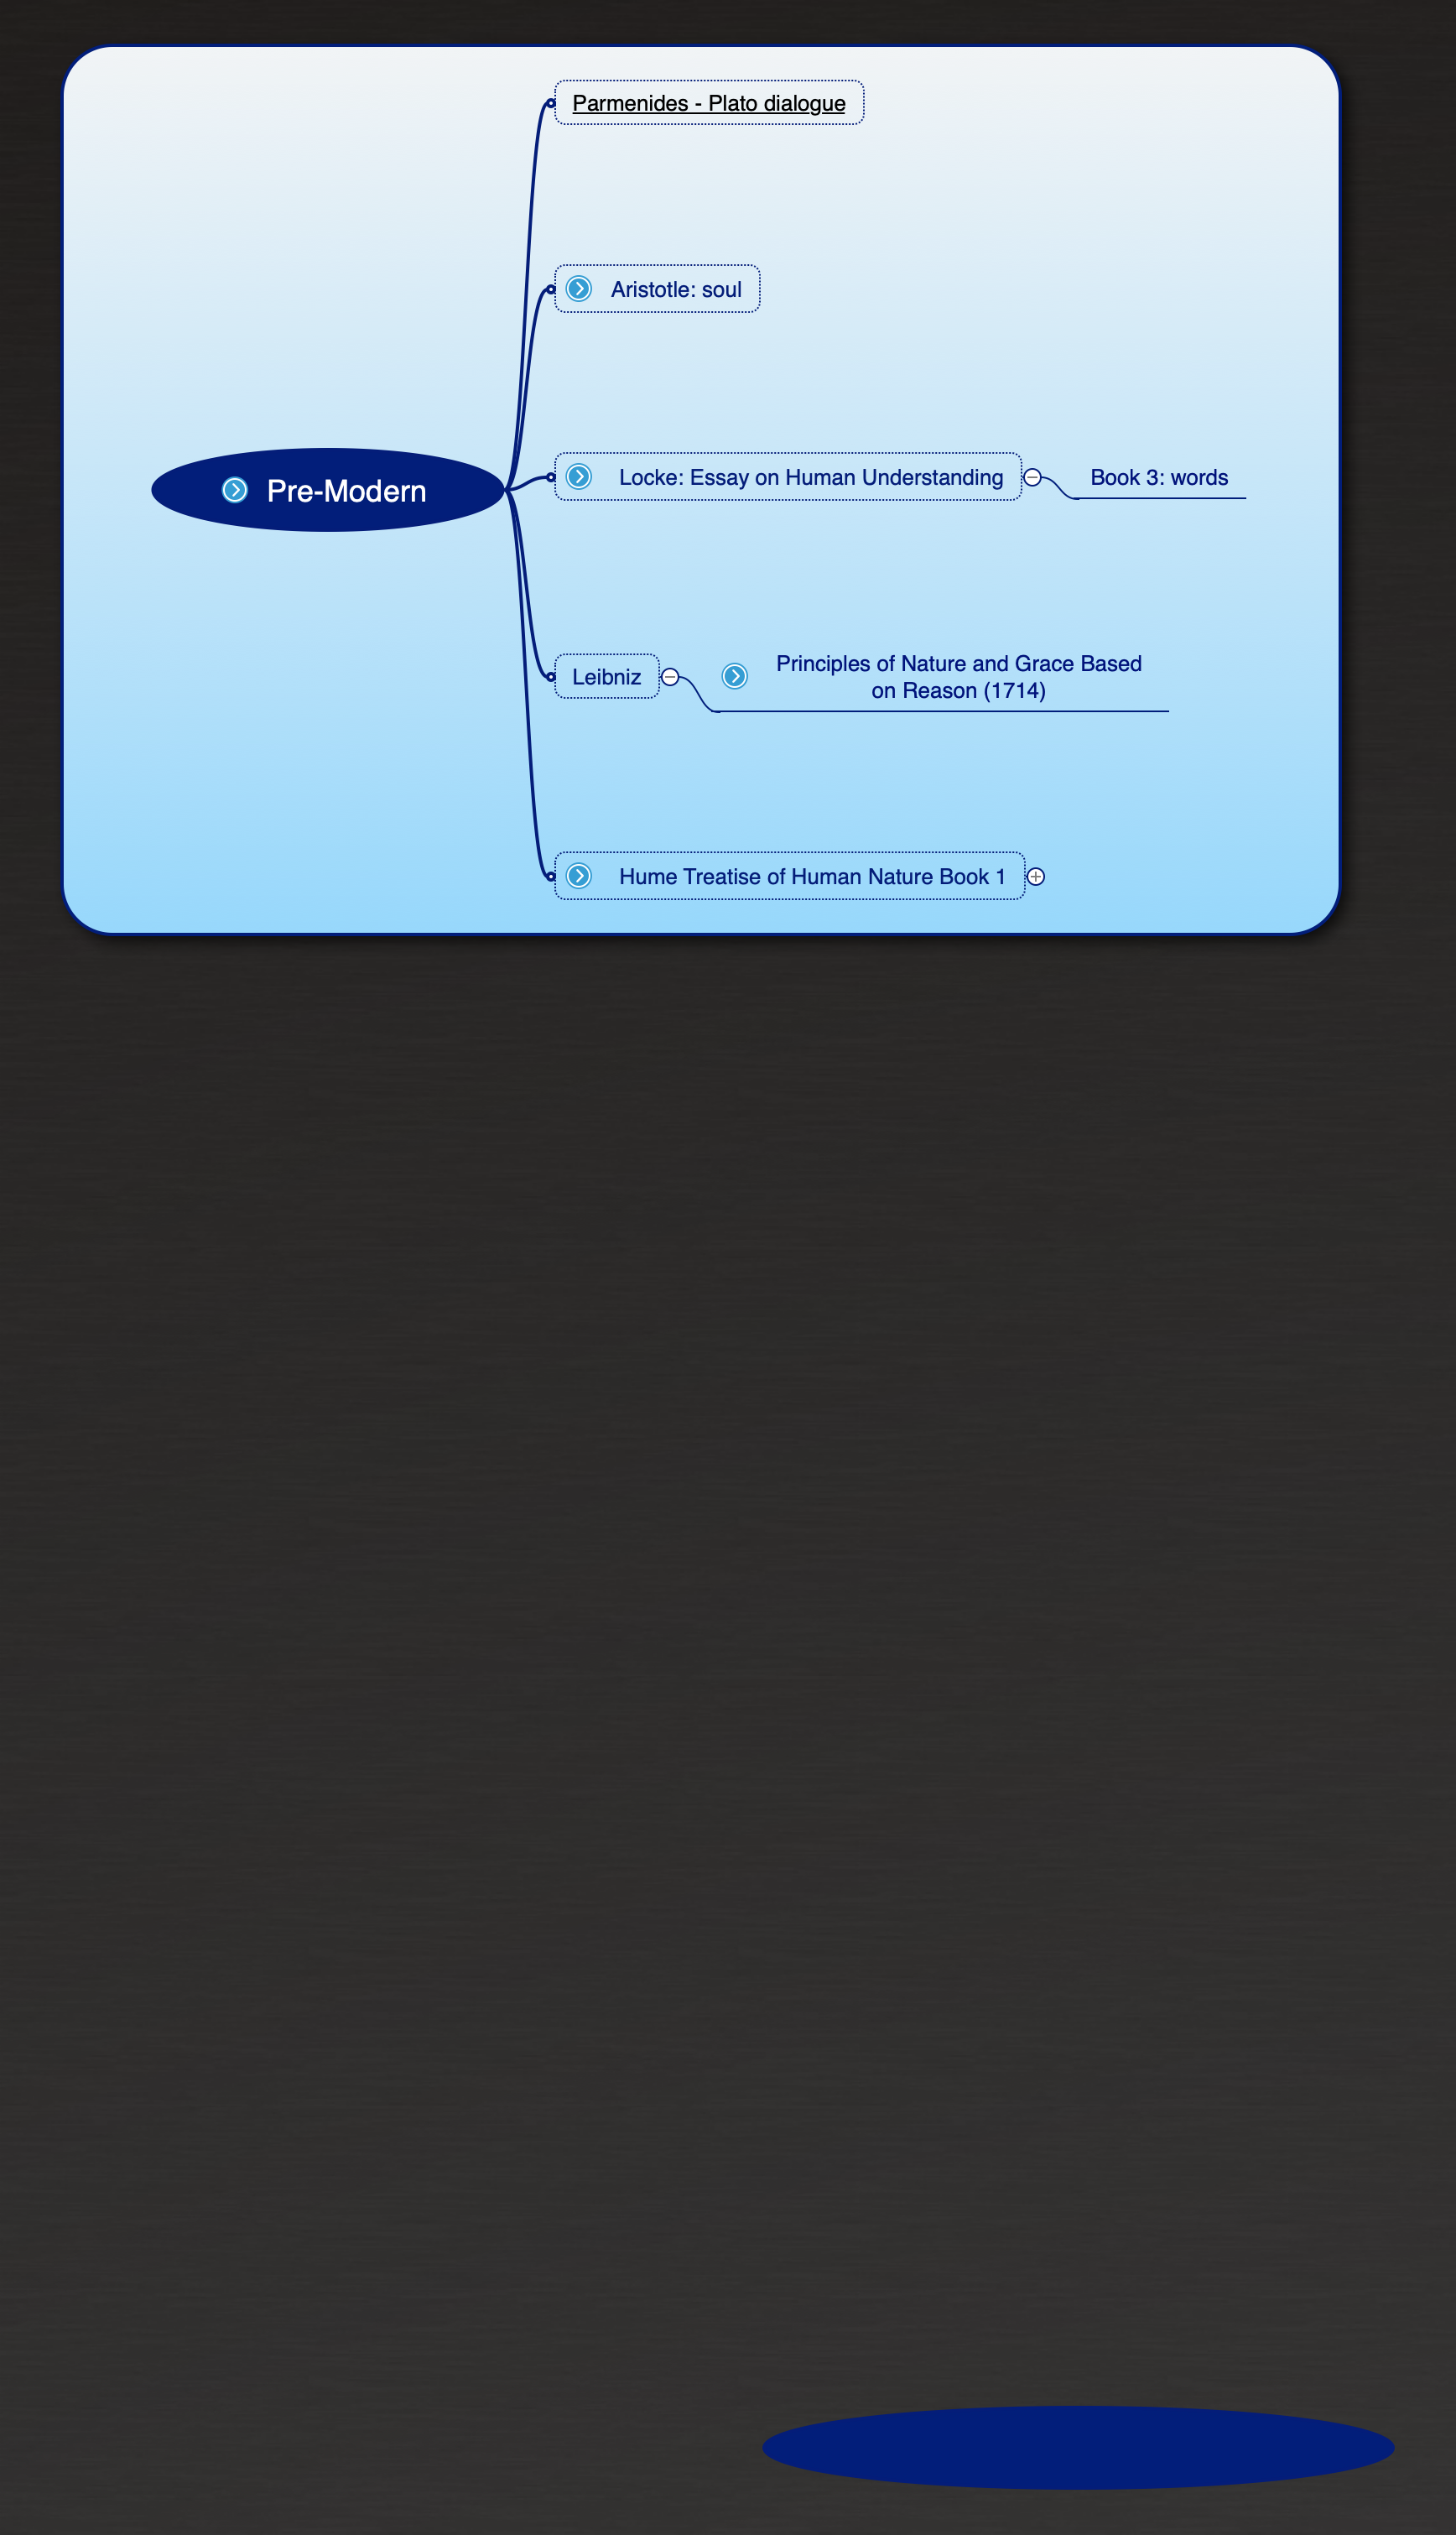 Parmenides - Plato dialogue
Aristotle: soul
Pre-Modern
Locke: Essay on Human Understanding
Book 3: words
Leibniz
Principles of Nature and Grace Based
on Reason (1714)
Hume Treatise of Human Nature Book 1